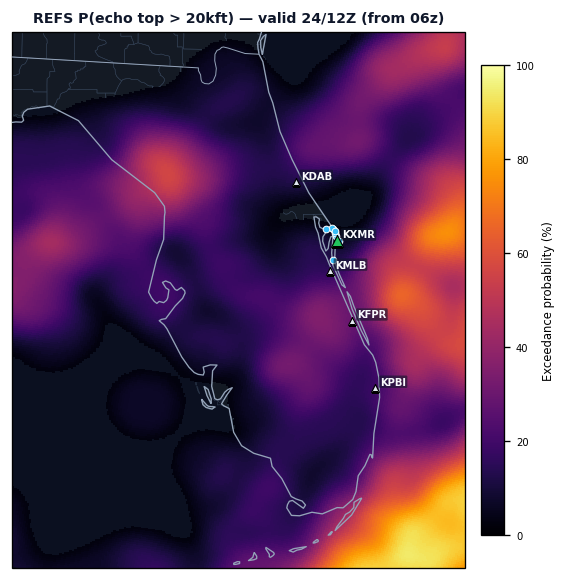 REFS P(echo top > 20kft) — valid 24/12Z (from 06z)
KDAB
KXMR
KMLB
KFPR
KPBI
100
80
60
40
20
0
Exceedance probability (%)